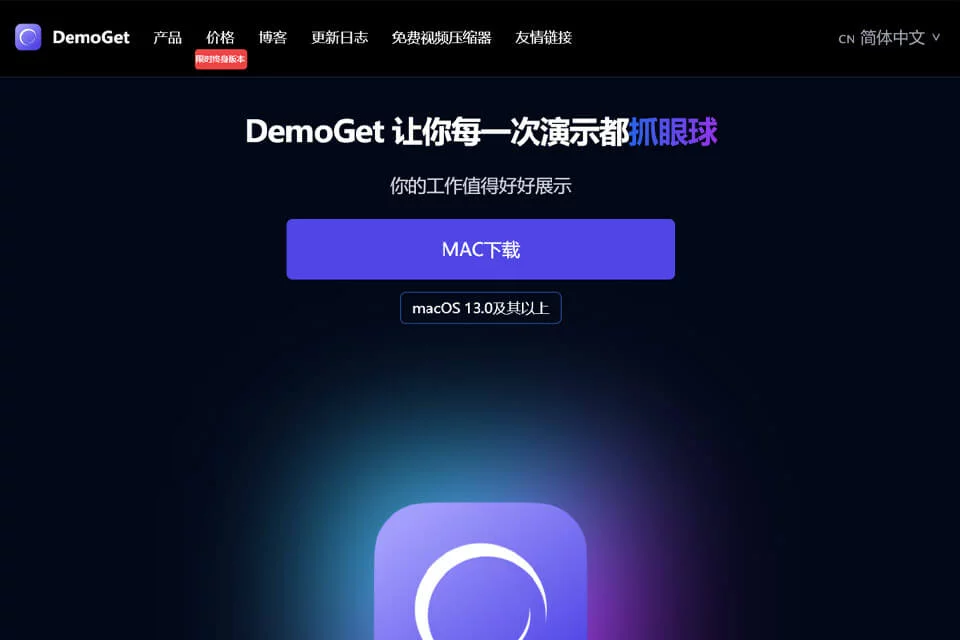 DemoGet 产品 价格 博客 更新日志 免费视频压缩器 友情链接 CN 简体中文
限时终身版本
DemoGet 让你每一次演示都抓眼球
你的工作值得好好展示
MAC下载
macOS 13.0及其以上